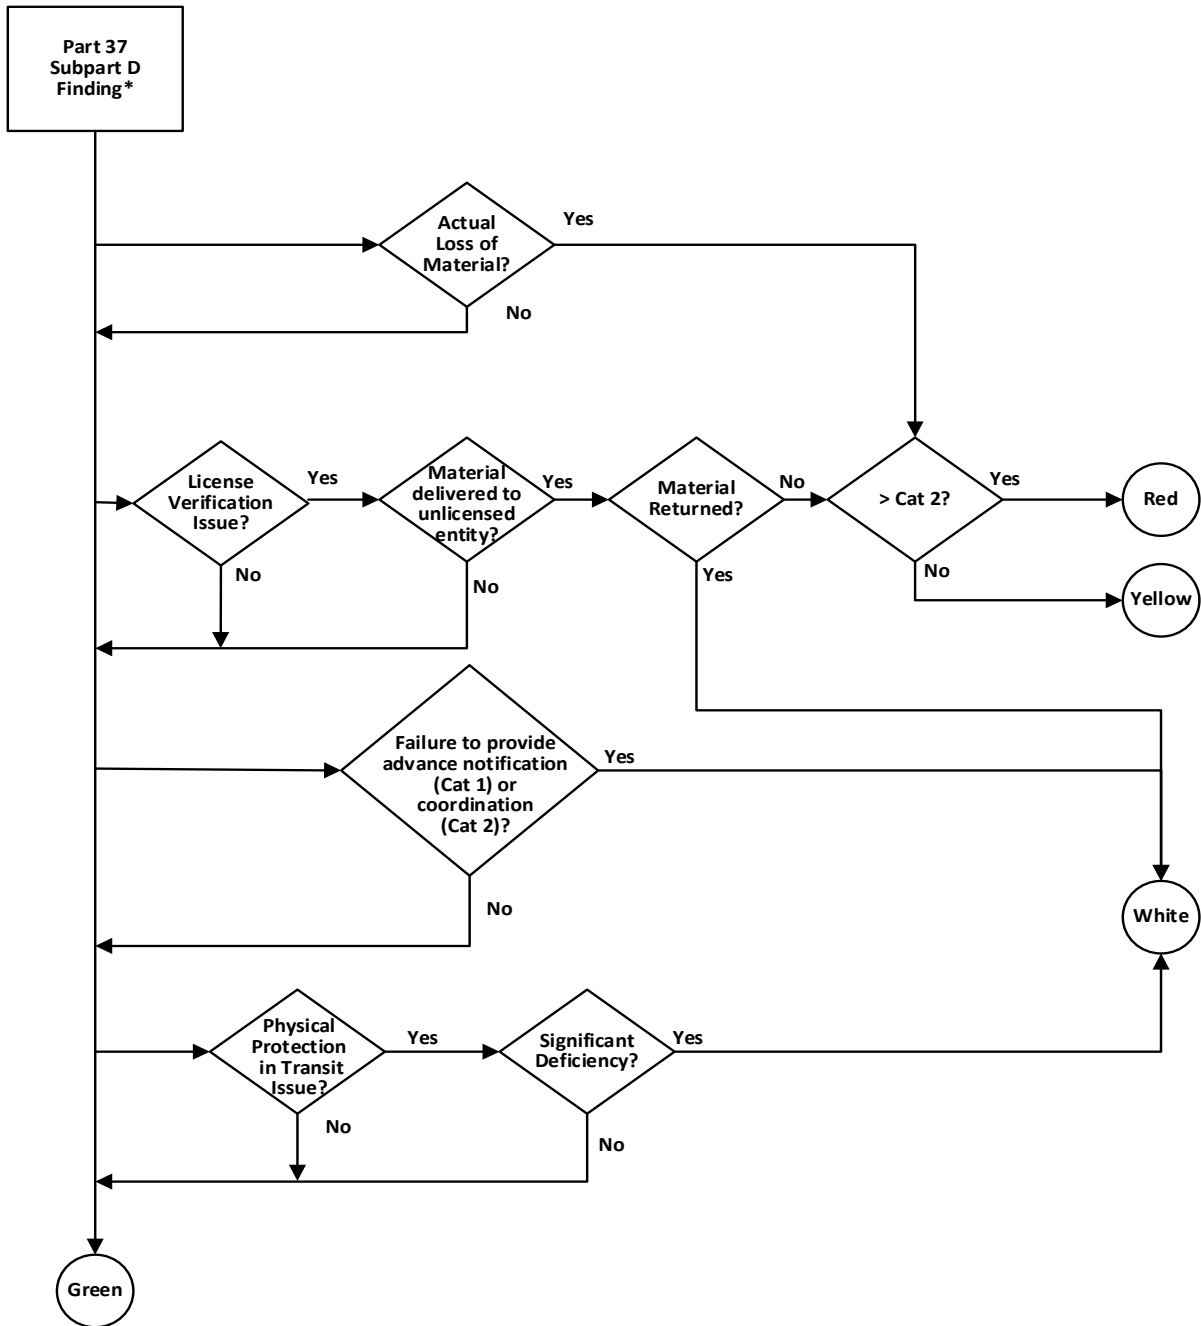 Part 37
Subpart D
Finding*
Actual
Loss of
Material?
Yes
No
License
Verification
Issue?
Yes
No
Material
delivered to
unlicensed
entity?
Yes
No
Material
Returned?
No
Yes
> Cat 2?
Yes
No
Red
Yellow
Failure to provide
advance notification
(Cat 1) or
coordination
(Cat 2)?
Yes
No
White
Physical
Protection
in Transit
Issue?
Yes
No
Significant
Deficiency?
Yes
No
Green